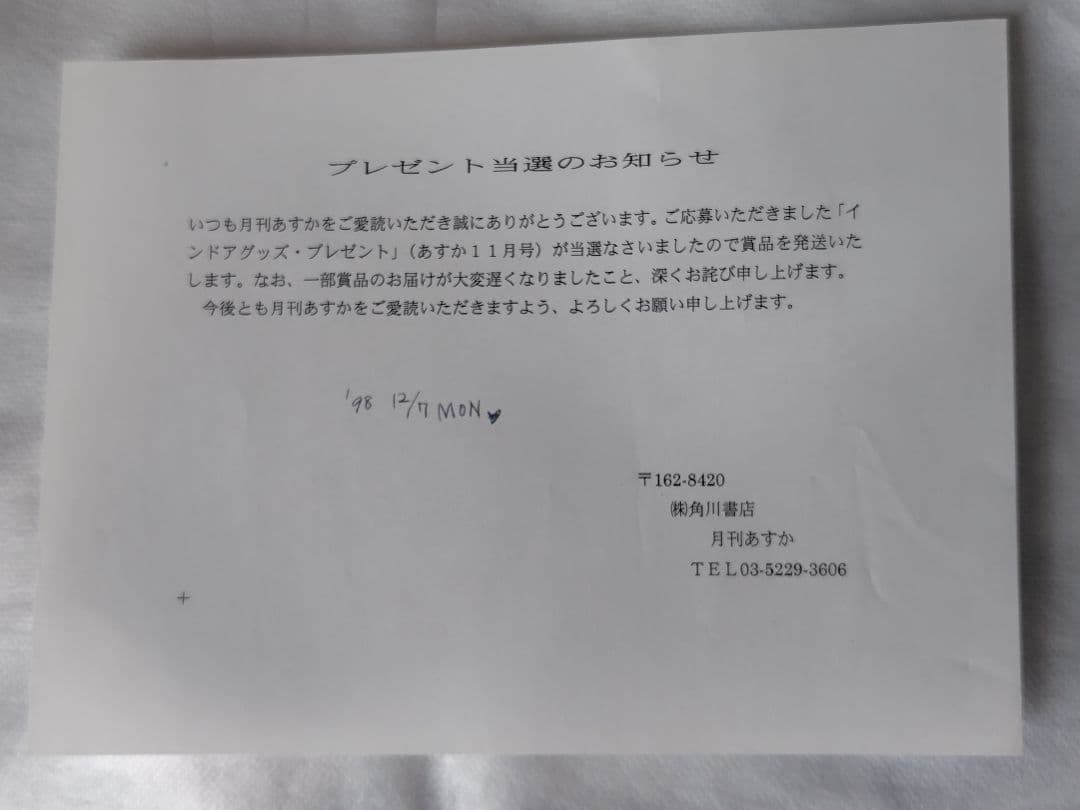 プレゼント当選のお知らせ
いつも月刊あすかをご愛読いただき誠にありがとうございます。ご応募いただきました「イ
ンドアグッズ・プレゼント」（あすか１１月号）が当選なさいましたので賞品を発送いた
します。なお、一部賞品のお届けが大変遅くなりましたこと、深くお詫び申し上げます。
今後とも月刊あすかをご愛読いただきますよう、よろしくお願い申し上げます。
'98 12/7 MON♥
〒162-8420
㈱角川書店
月刊あすか
ＴＥＬ03-5229-3606